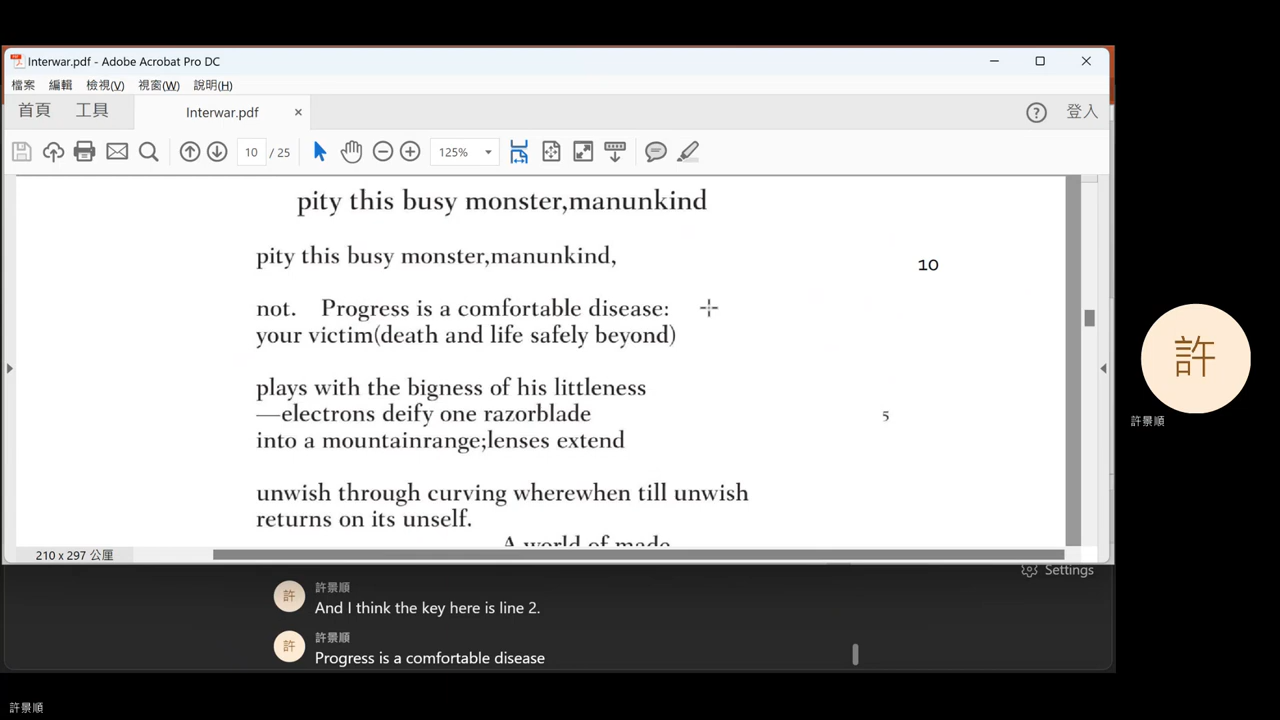 Interwar.pdf - Adobe Acrobat Pro DC
檔案 編輯 檢視(V) 視窗(W) 說明(H)
首頁 工具 Interwar.pdf × ? 登入
10 / 25 125%
pity this busy monster,manunkind
pity this busy monster,manunkind,
10
not. Progress is a comfortable disease:
your victim(death and life safely beyond)
plays with the bigness of his littleness
—electrons deify one razorblade
5
into a mountainrange;lenses extend
unwish through curving wherewhen till unwish
returns on its unself.
A world of made
210 x 297 公厘
Settings
許 許景順
And I think the key here is line 2.
許 許景順
Progress is a comfortable disease
許
許景順
許景順